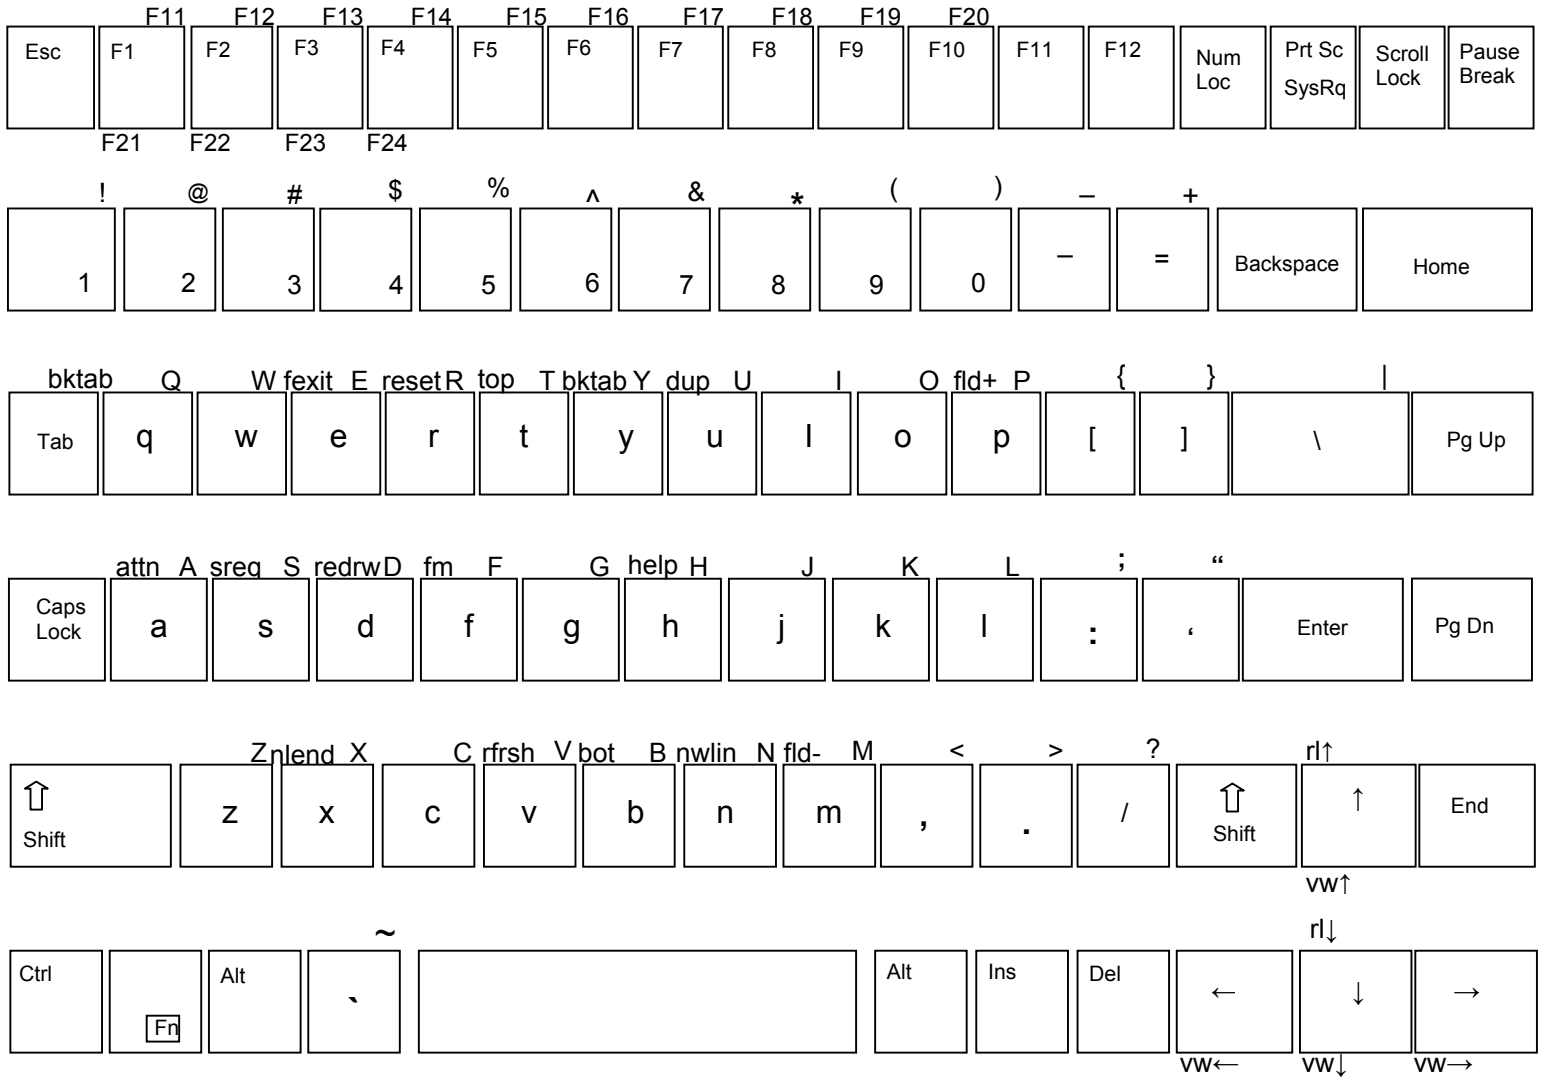 F11 F12 F13 F14 F15 F16 F17 F18 F19 F20
Esc F1 F2 F3 F4 F5 F6 F7 F8 F9 F10 F11 F12 Num Loc Prt Sc SysRq Scroll Lock Pause Break
F21 F22 F23 F24
! @ # $ % ^ & * ( ) – +
1 2 3 4 5 6 7 8 9 0 – = Backspace Home
bktab Q W fexit E reset R top T bktab Y dup U I O fld+ P { } |
Tab q w e r t y u I o p [ ] \ Pg Up
attn A sreq S redrw D fm F G help H J K L ; “
Caps Lock a s d f g h j k l : ‘ Enter Pg Dn
Z nlend X C rfrsh V bot B nwlin N fld- M < > ? rl↑
⇧ Shift z x c v b n m , . / ⇧ Shift ↑ End
vw↑
~ rl↓
Ctrl Fn Alt ` Alt Ins Del ← ↓ →
vw← vw↓ vw→